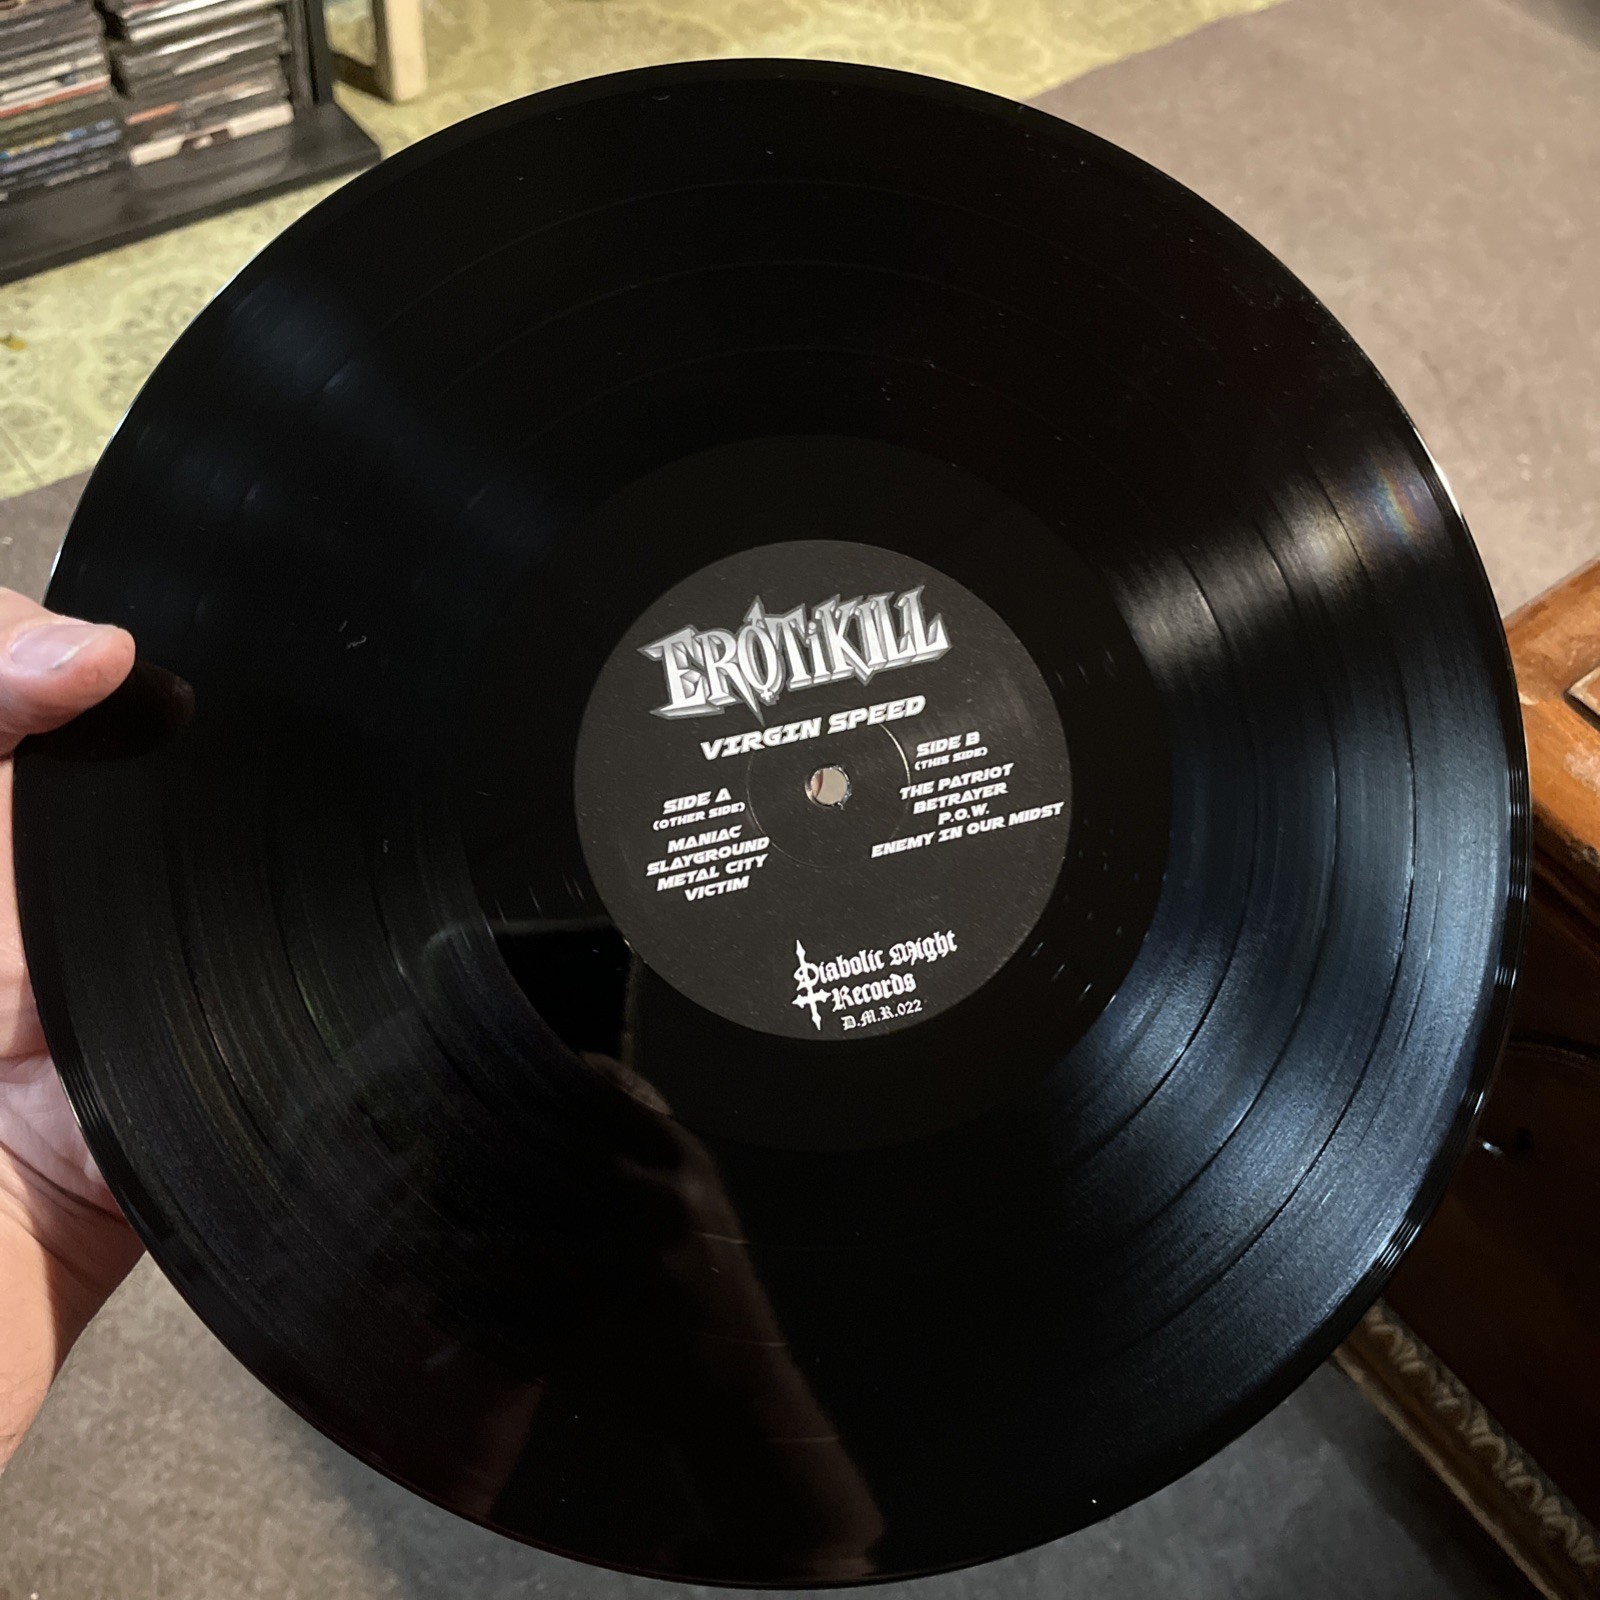 EROTiKILL
VIRGIN SPEED
SIDE A
(OTHER SIDE)
MANIAC
SLAYGROUND
METAL CITY
VICTIM
SIDE B
(THIS SIDE)
THE PATRIOT
BETRAYER
P.O.W.
ENEMY IN OUR MIDST
Diabolic Might
Records
D.M.R.022